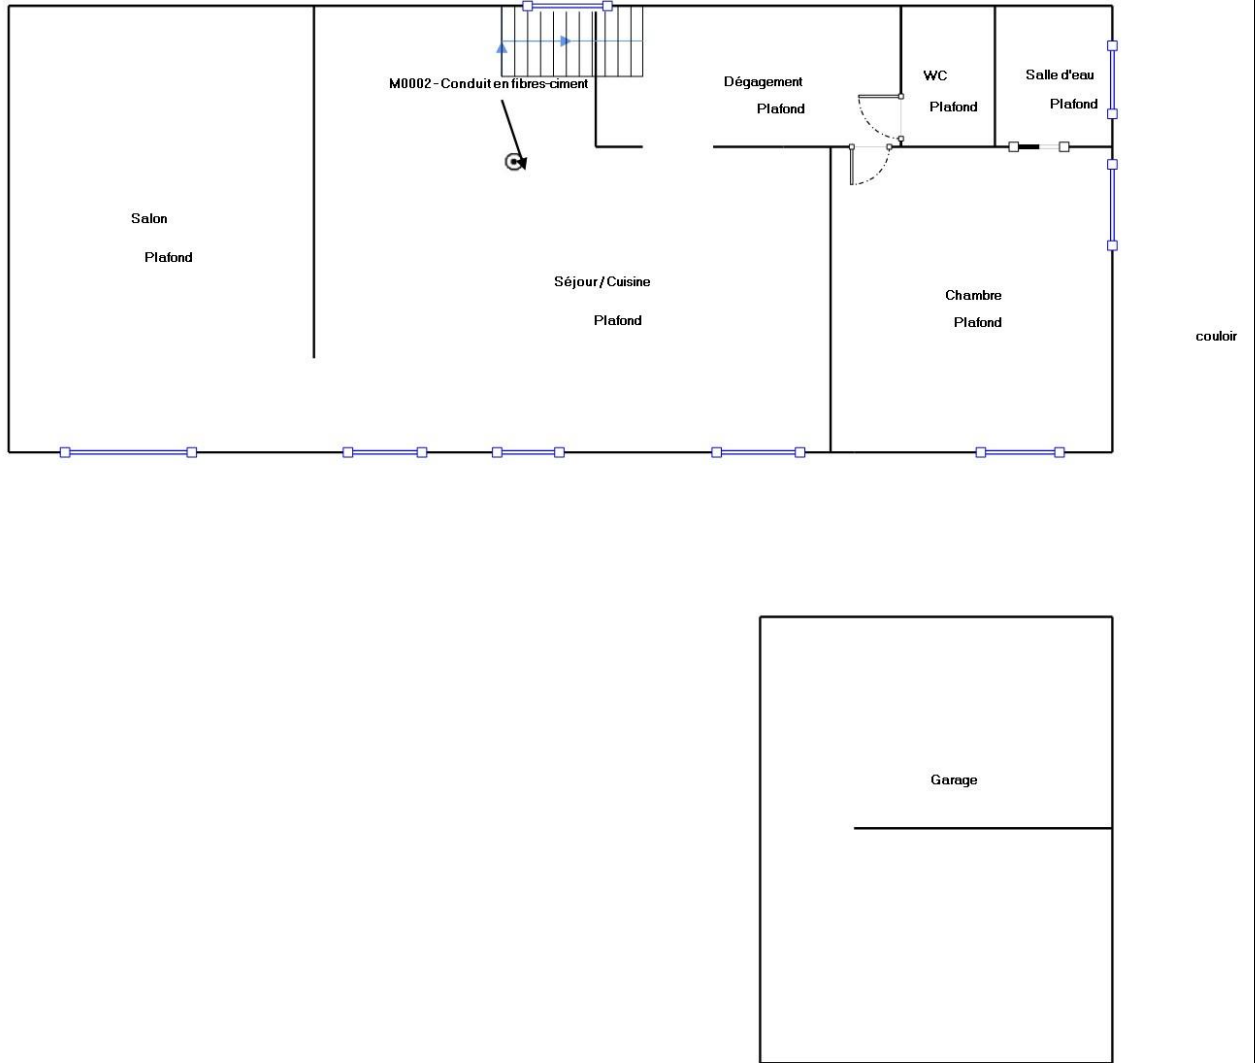 M0002 - Conduit en fibres-ciment
Dégagement
Plafond
WC
Plafond
Salle d'eau
Plafond
Salon
Plafond
Séjour / Cuisine
Plafond
Chambre
Plafond
couloir
Garage